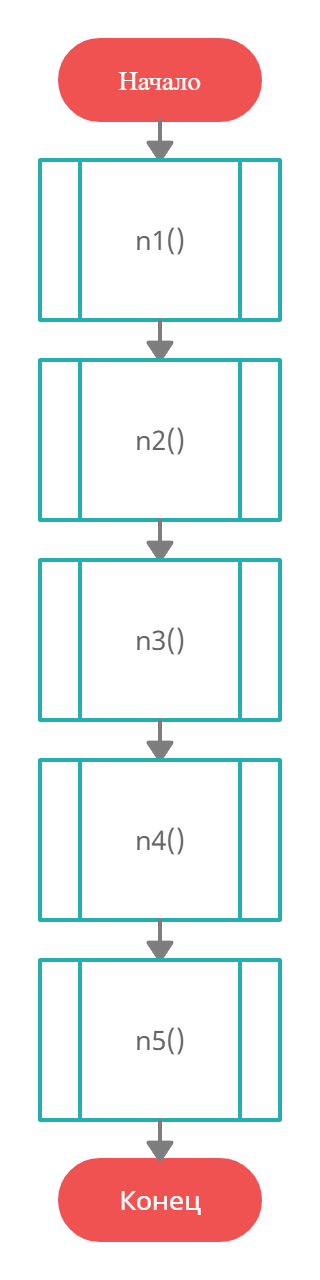 Начало
n1()
n2()
n3()
n4()
n5()
Конец